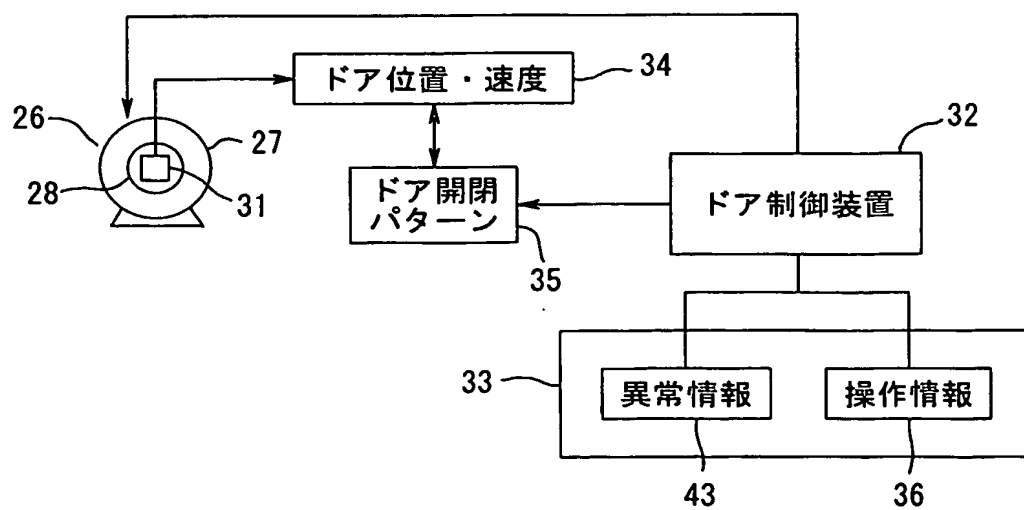 ドア位置・速度
34
26
27
32
28
31
ドア開閉
パターン
ドア制御装置
35
33
異常情報
操作情報
43
36